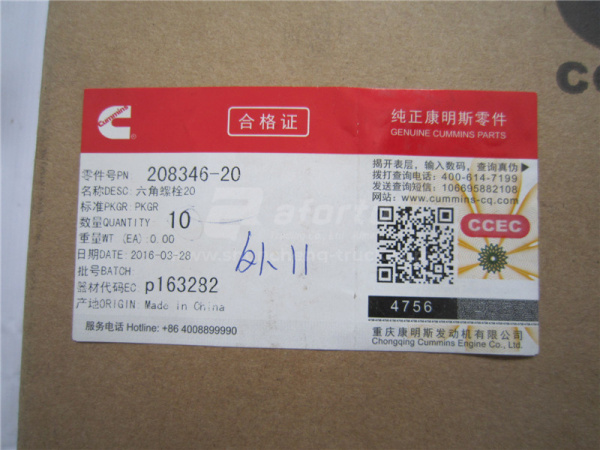 Cummins
合格证
纯正康明斯零件
GENUINE CUMMINS PARTS
零件号PN 208346-20
名称DESC. 六角螺栓20
标准PKGR. PKGR
数量QUANTITY 10
重量WT (EA):0.00
日期DATE 2016-03-28
批号BATCH:
器材代码EC p163282
产地ORIGIN Made in China
服务电话 Hotline: +86 4008899990
外11
揭开表层，输入数码，查询真伪
拨打查询电话: 400-614-7199
发送查询短信: 106695882108
www.cummins-cq.com
CCEC
4756
重庆康明斯发动机有限公司
Chongqing Cummins Engine Co., Ltd.